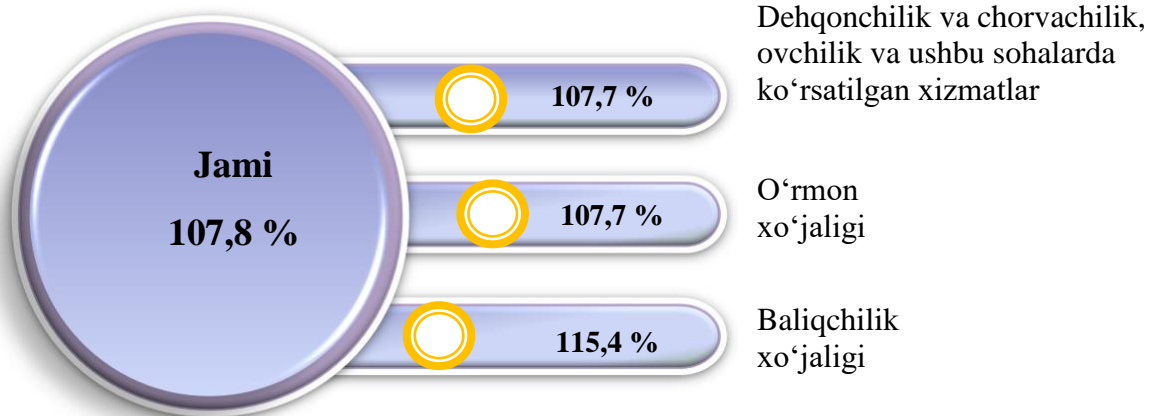 Jami
107,8 %
107,7 %
Dehqonchilik va chorvachilik,
ovchilik va ushbu sohalarda
ko‘rsatilgan xizmatlar
107,7 %
O‘rmon
xo‘jaligi
115,4 %
Baliqchilik
xo‘jaligi